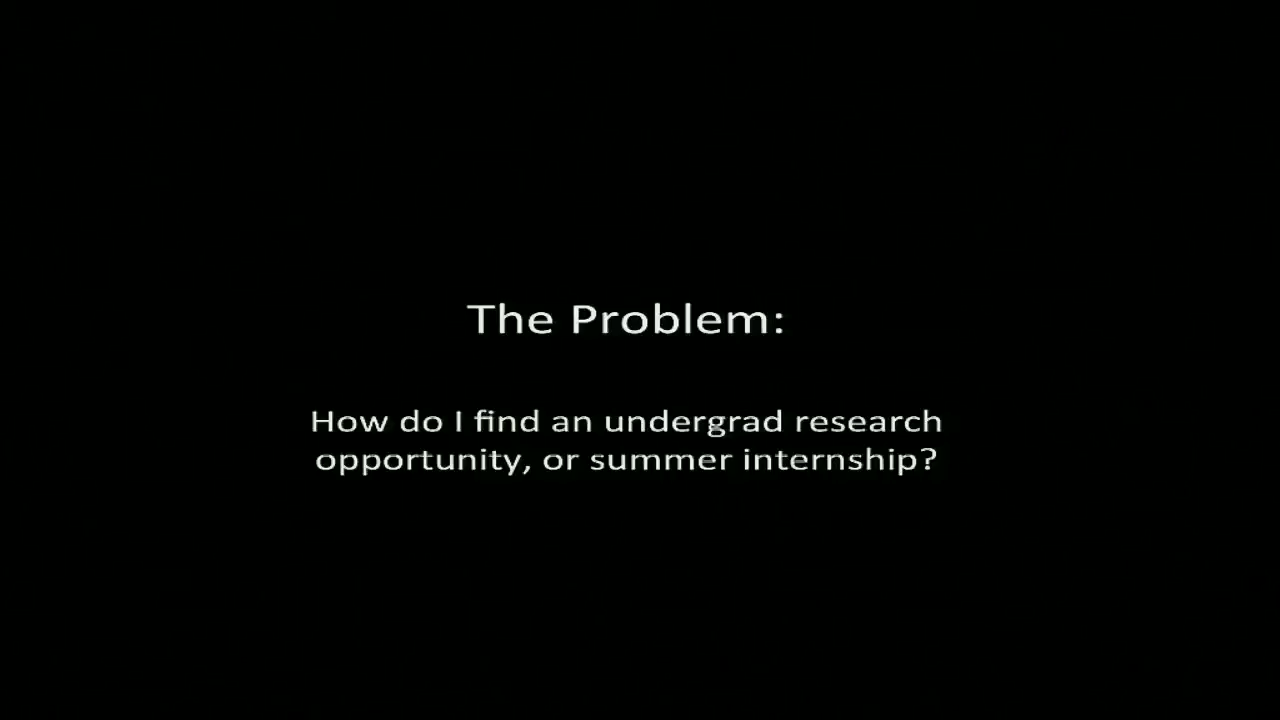 The Problem:
How do I find an undergrad research
opportunity, or summer internship?